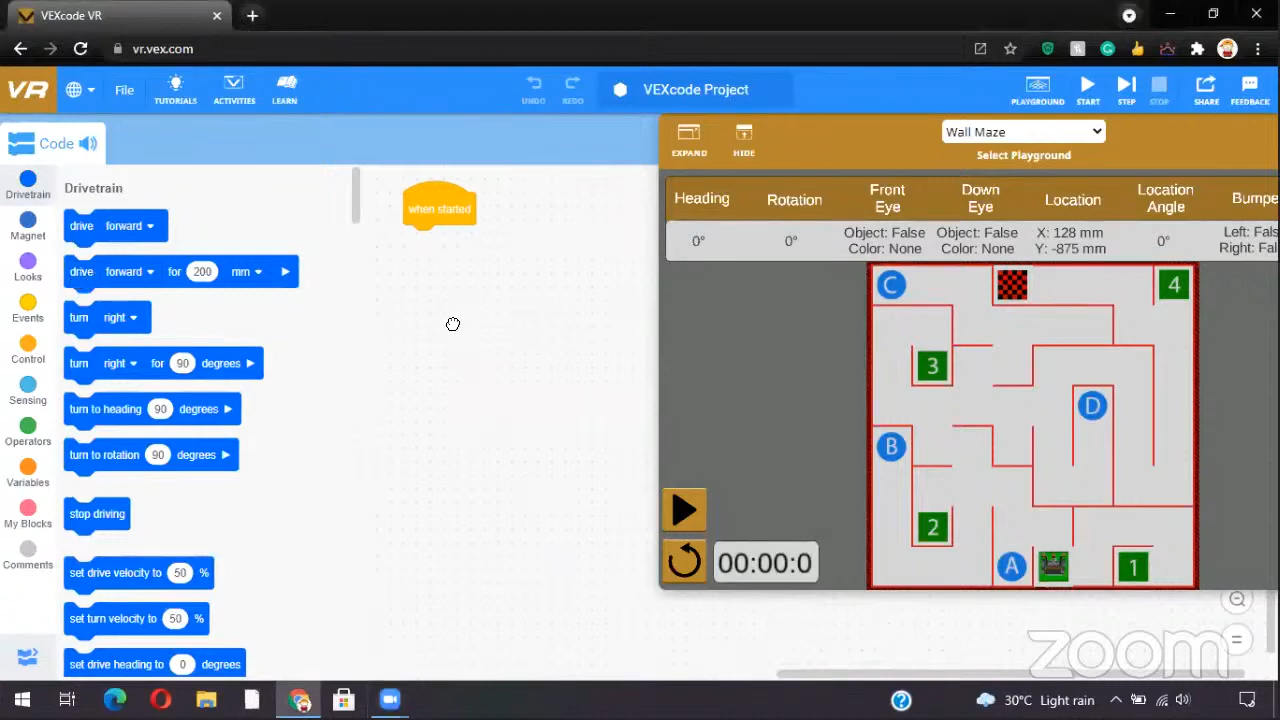 VEXcode VR
vr.vex.com
VR
File
TUTORIALS
ACTIVITIES
LEARN
UNDO
REDO
VEXcode Project
PLAYGROUND
START
STEP
STOP
SHARE
FEEDBACK
Code
EXPAND
HIDE
Wall Maze
Select Playground
Drivetrain
Magnet
Looks
Events
Control
Sensing
Operators
Variables
My Blocks
Comments
Drivetrain
drive forward
drive forward for 200 mm
turn right
turn right for 90 degrees
turn to heading 90 degrees
turn to rotation 90 degrees
stop driving
set drive velocity to 50 %
set turn velocity to 50 %
set drive heading to 0 degrees
when started
Heading
Rotation
Front Eye
Down Eye
Location
Location Angle
Bumpe
0°
0°
Object: False
Color: None
Object: False
Color: None
X: 128 mm
Y: -875 mm
0°
Left: Fals
Right: Fal
C
4
3
D
B
2
A
1
00:00:0
zoom
30°C Light rain